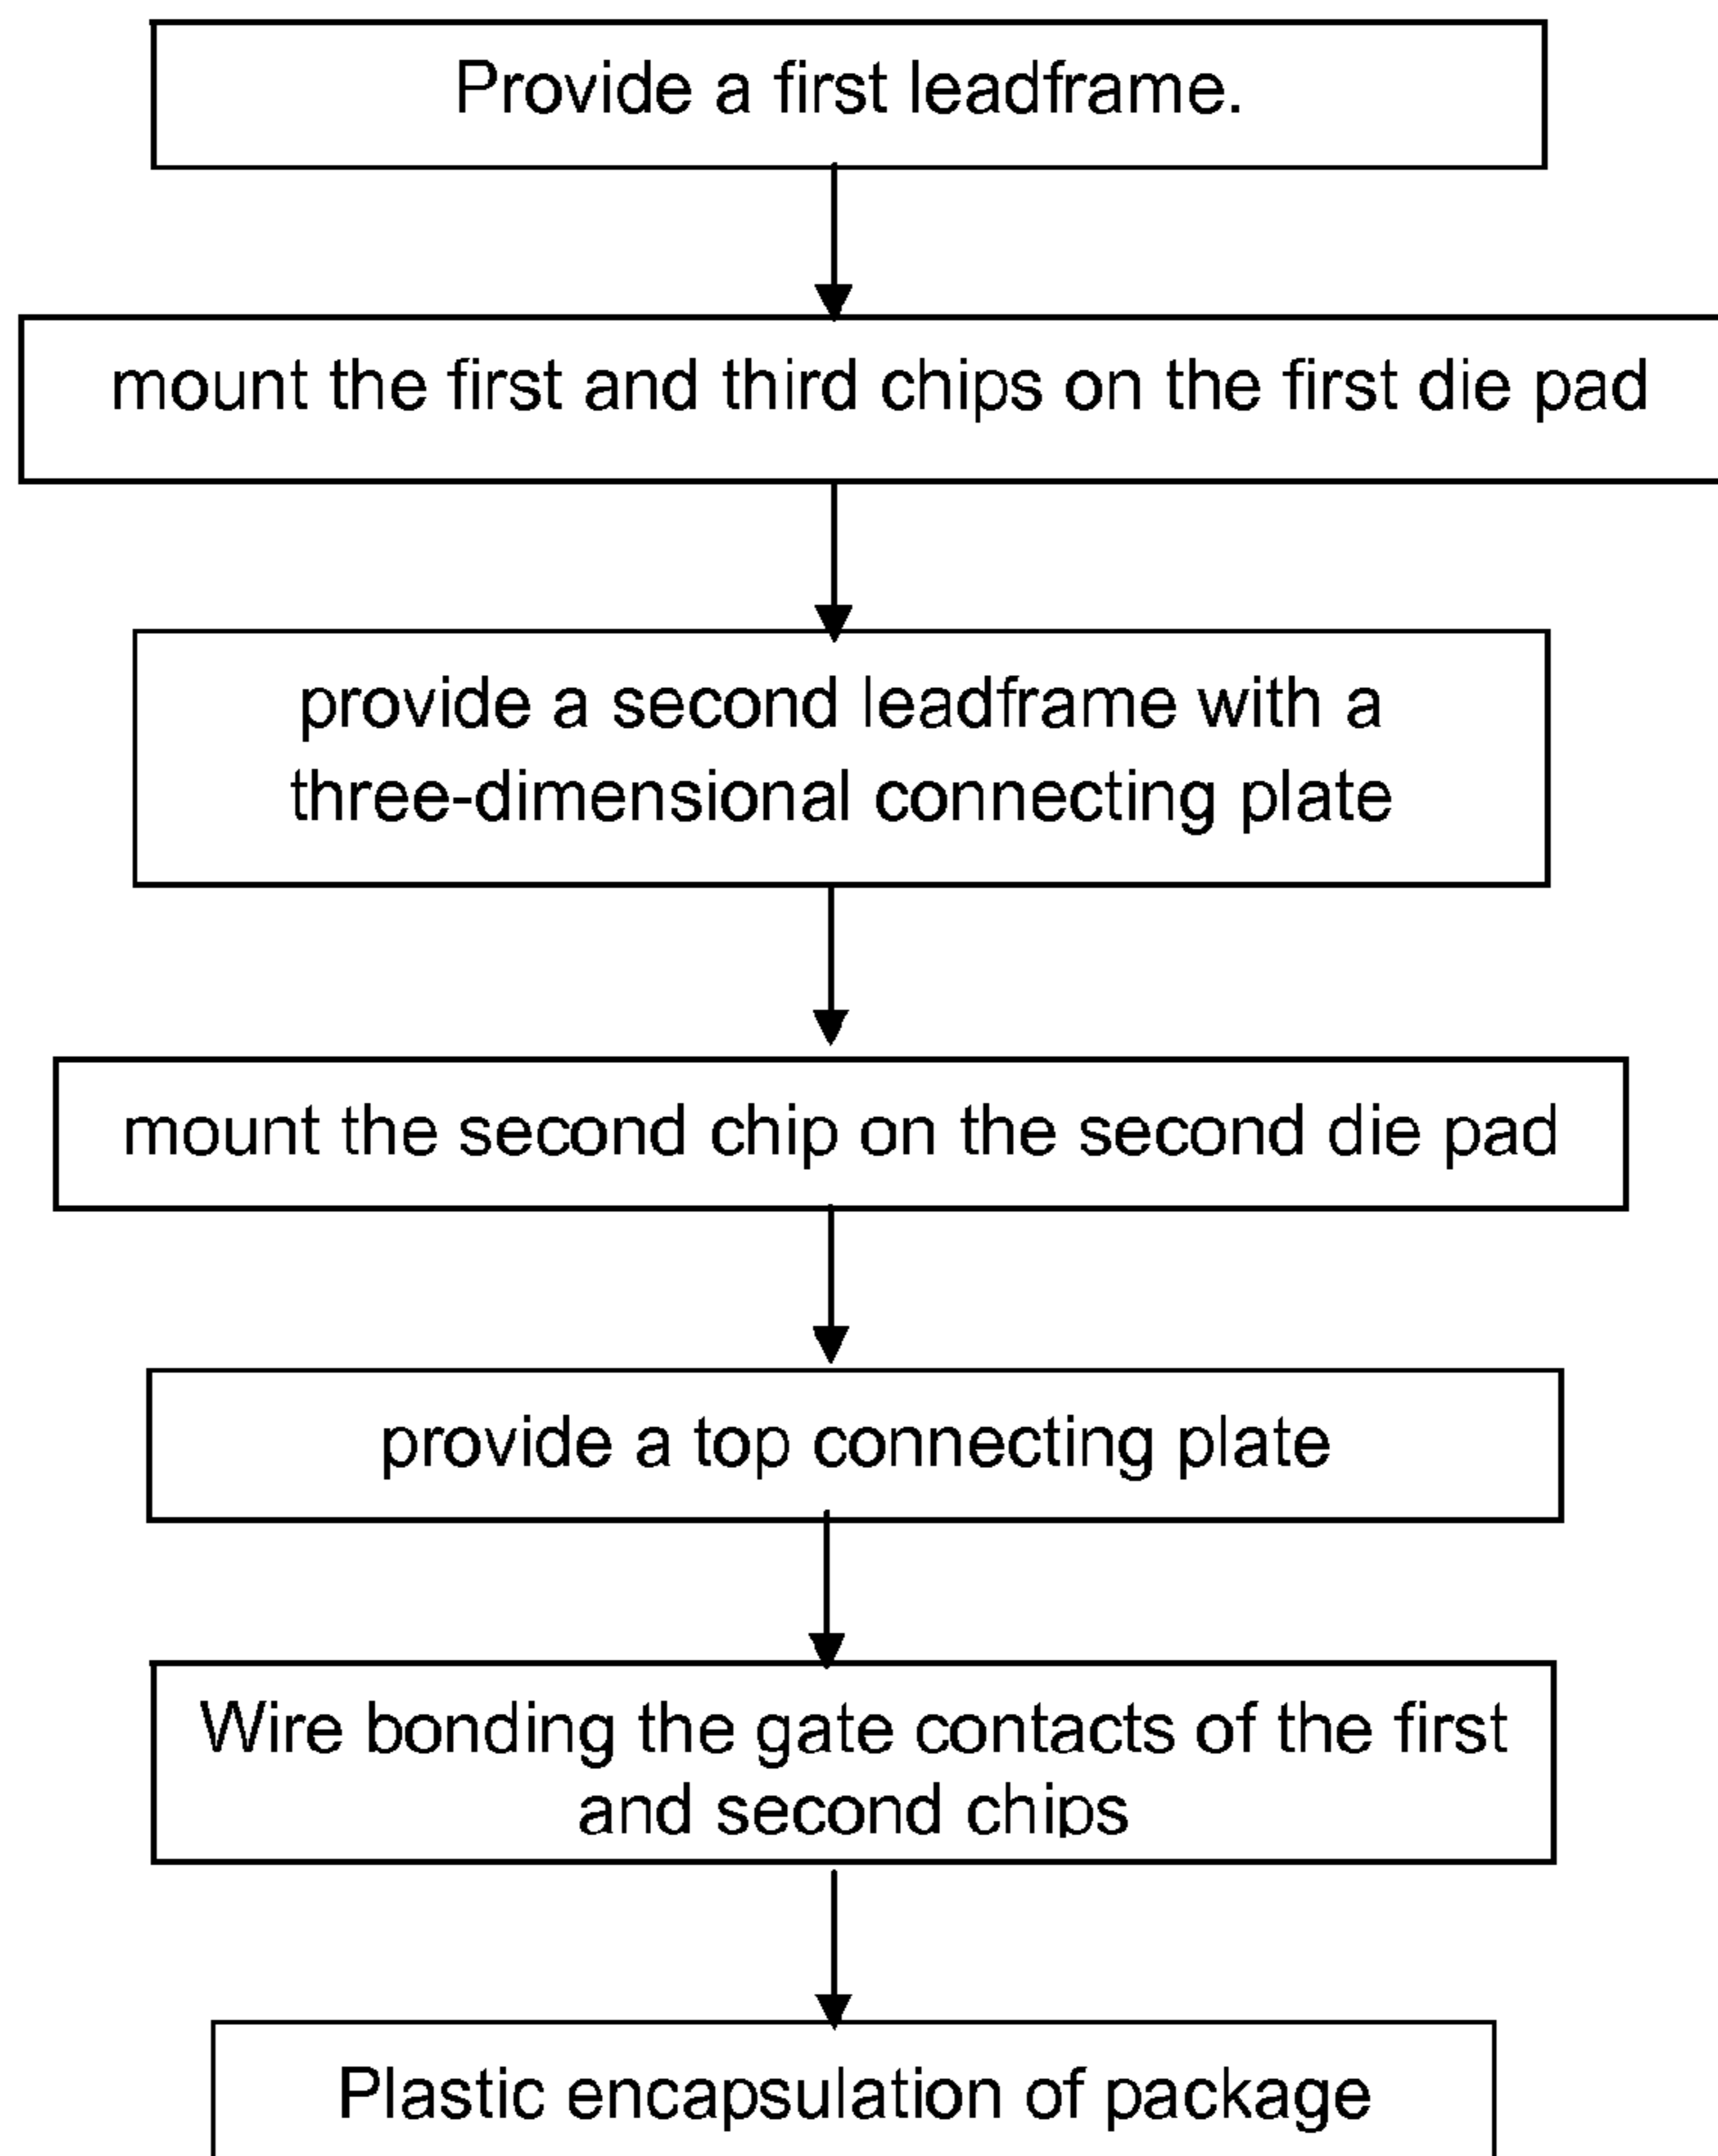 Provide a first leadframe.
mount the first and third chips on the first die pad
provide a second leadframe with a
three-dimensional connecting plate
mount the second chip on the second die pad
provide a top connecting plate
Wire bonding the gate contacts of the first
and second chips
Plastic encapsulation of package